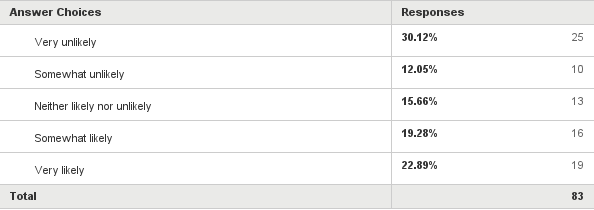 Answer Choices Responses
Very unlikely 30.12% 25
Somewhat unlikely 12.05% 10
Neither likely nor unlikely 15.66% 13
Somewhat likely 19.28% 16
Very likely 22.89% 19
Total 83